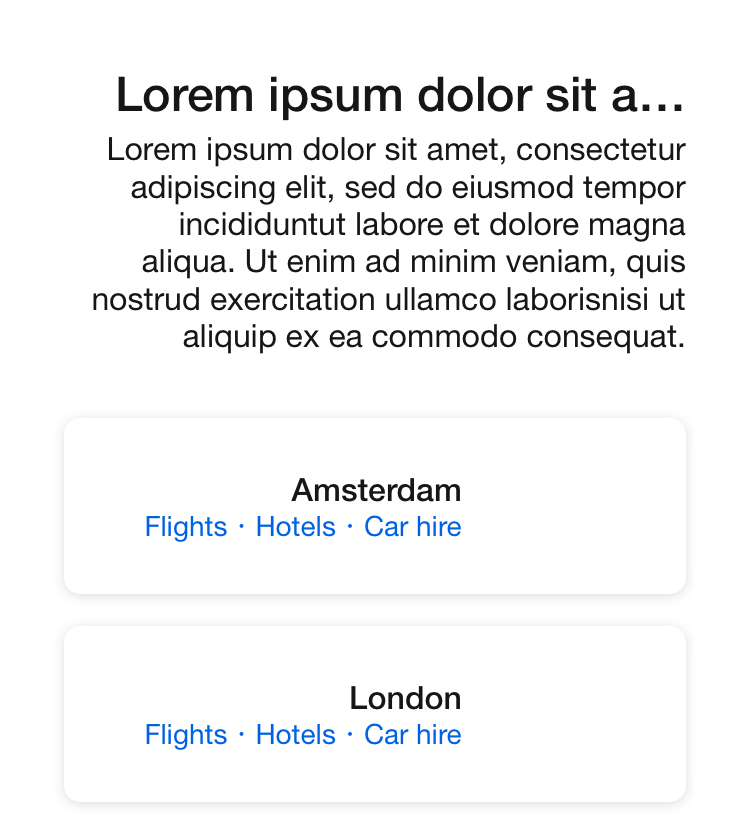 Lorem ipsum dolor sit a...
Lorem ipsum dolor sit amet, consectetur
adipiscing elit, sed do eiusmod tempor
incididuntut labore et dolore magna
aliqua. Ut enim ad minim veniam, quis
nostrud exercitation ullamco laborisnisi ut
aliquip ex ea commodo consequat.
Amsterdam
Flights · Hotels · Car hire
London
Flights · Hotels · Car hire